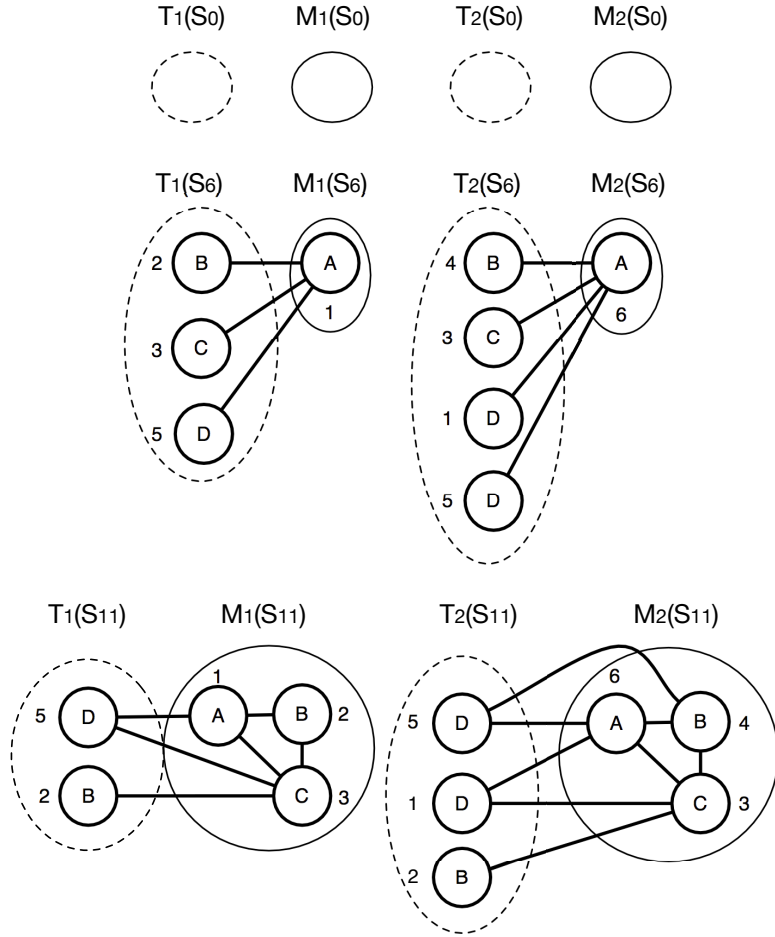 T1(S0) M1(S0) T2(S0) M2(S0)
T1(S6) M1(S6) T2(S6) M2(S6)
2 B A 4 B A
1 6
3 C 3 C
5 D 1 D
5 D
T1(S11) M1(S11) T2(S11) M2(S11)
1 6
5 D A B 2 5 D A B 4
2 B C 3 1 D C 3
2 B